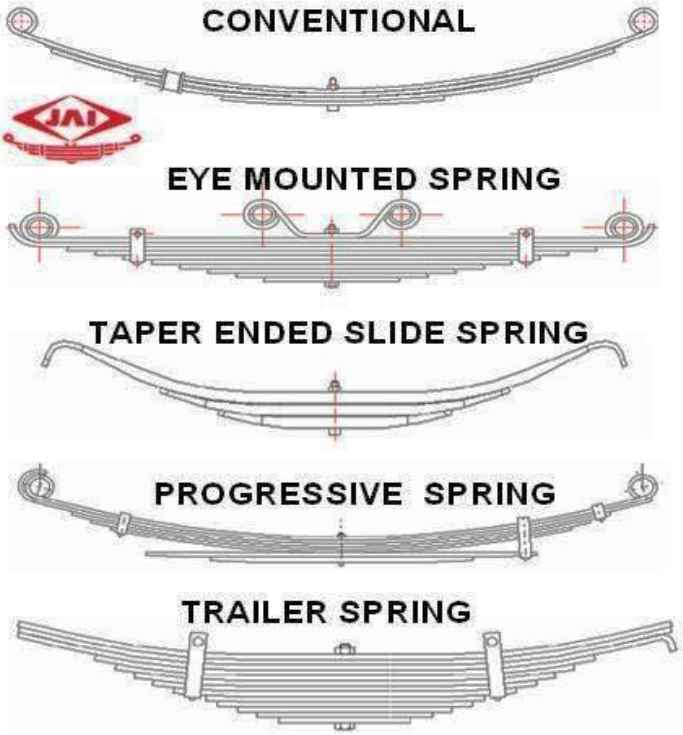 CONVENTIONAL
JAI
EYE MOUNTED SPRING
TAPER ENDED SLIDE SPRING
PROGRESSIVE SPRING
TRAILER SPRING